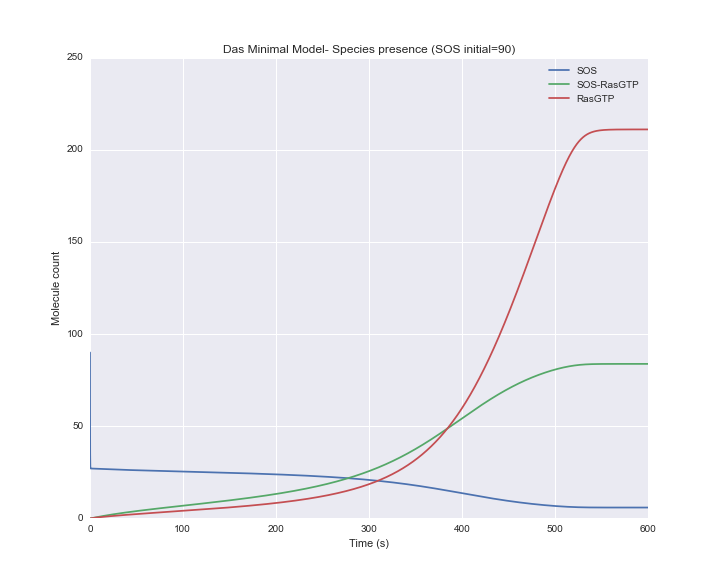 Das Minimal Model- Species presence (SOS initial=90)
250
SOS
SOS-RasGTP
RasGTP
200
150
Molecule count
100
50
0
0 100 200 300 400 500 600
Time (s)